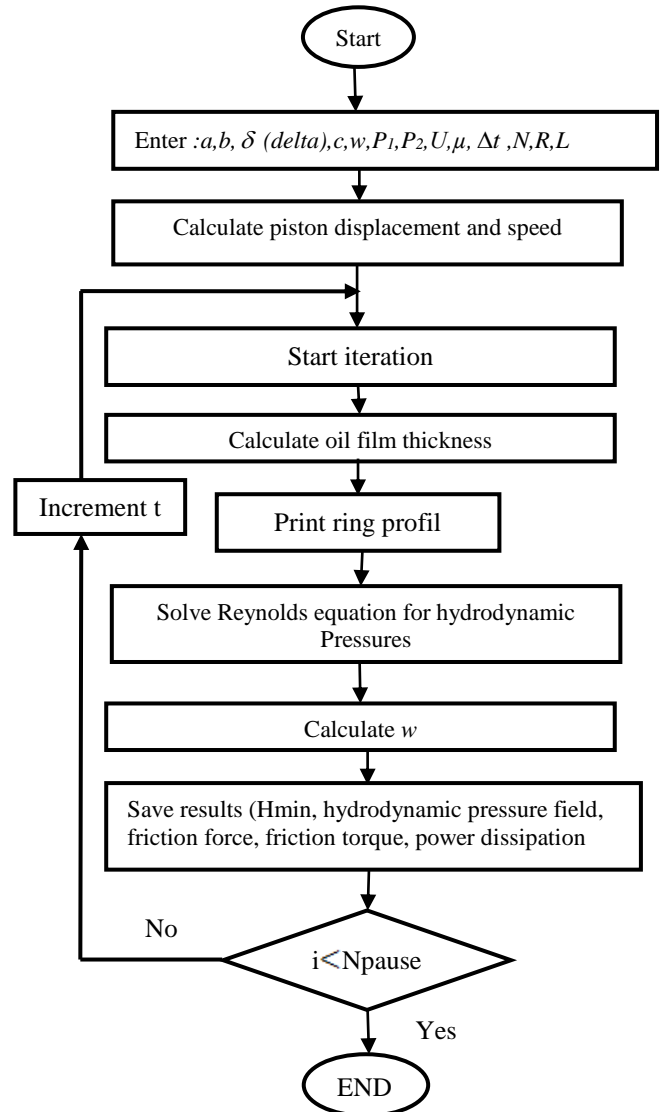 Start
Enter :a,b, δ (delta),c,w,P1,P2,U,μ, Δt ,N,R,L
Calculate piston displacement and speed
Start iteration
Calculate oil film thickness
Increment t
Print ring profil
Solve Reynolds equation for hydrodynamic
Pressures
Calculate w
Save results (Hmin, hydrodynamic pressure field,
friction force, friction torque, power dissipation
No
i<Npause
Yes
END